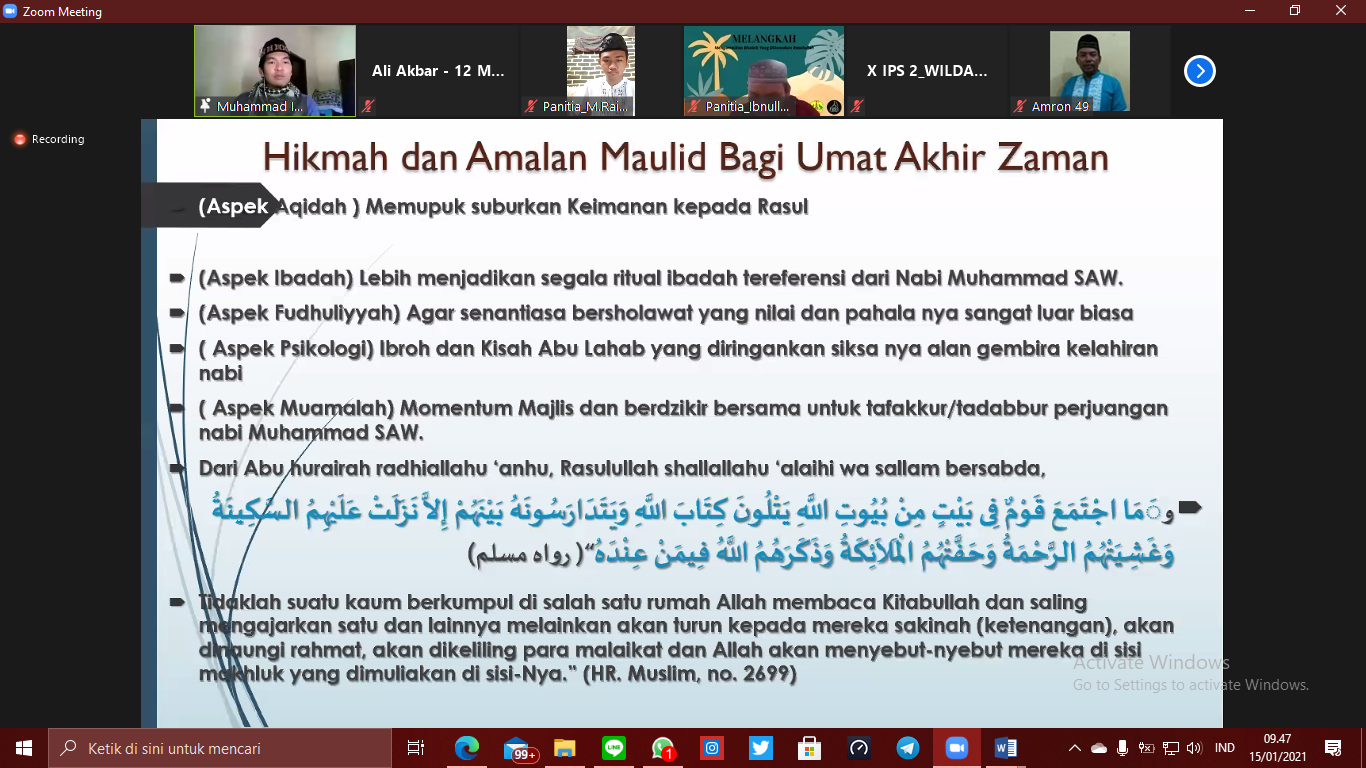 Zoom Meeting
MELANGKAH
Ali Akbar - 12 M...
X IPS 2_WILDA...
Muhammad I...
Panitia_M.Rai...
Panitia_Ibnull...
Amron 49
Recording
Hikmah dan Amalan Maulid Bagi Umat Akhir Zaman
(Aspek Aqidah ) Memupuk suburkan Keimanan kepada Rasul
(Aspek Ibadah) Lebih menjadikan segala ritual ibadah tereferensi dari Nabi Muhammad SAW.
(Aspek Fudhuliyyah) Agar senantiasa bersholawat yang nilai dan pahala nya sangat luar biasa
( Aspek Psikologi) Ibroh dan Kisah Abu Lahab yang diringankan siksa nya alan gembira kelahiran
nabi
( Aspek Muamalah) Momentum Majlis dan berdzikir bersama untuk tafakkur/tadabbur perjuangan
nabi Muhammad SAW.
Dari Abu hurairah radhiallahu ‘anhu, Rasulullah shallallahu ‘alaihi wa sallam bersabda,
و◌َمَا اجْتَمَعَ قَوْمٌ فِى بَيْتٍ مِنْ بُيُوتِ اللَّهِ يَتْلُونَ كِتَابَ اللَّهِ وَيَتَدَارَسُونَهُ بَيْنَهُمْ إِلاَّ نَزَلَتْ عَلَيْهِمُ السَّكِينَةُ
وَغَشِيَتْهُمُ الرَّحْمَةُ وَحَفَّتْهُمُ الْمَلاَئِكَةُ وَذَكَرَهُمُ اللَّهُ فِيمَنْ عِنْدَهُ“( رواه مسلم)
Tidaklah suatu kaum berkumpul di salah satu rumah Allah membaca Kitabullah dan saling
mengajarkan satu dan lainnya melainkan akan turun kepada mereka sakinah (ketenangan), akan
dinaungi rahmat, akan dikeliling para malaikat dan Allah akan menyebut-nyebut mereka di sisi
makhluk yang dimuliakan di sisi-Nya.” (HR. Muslim, no. 2699)
Activate Windows
Go to Settings to activate Windows.
Ketik di sini untuk mencari
99+
1
IND
09.47
15/01/2021